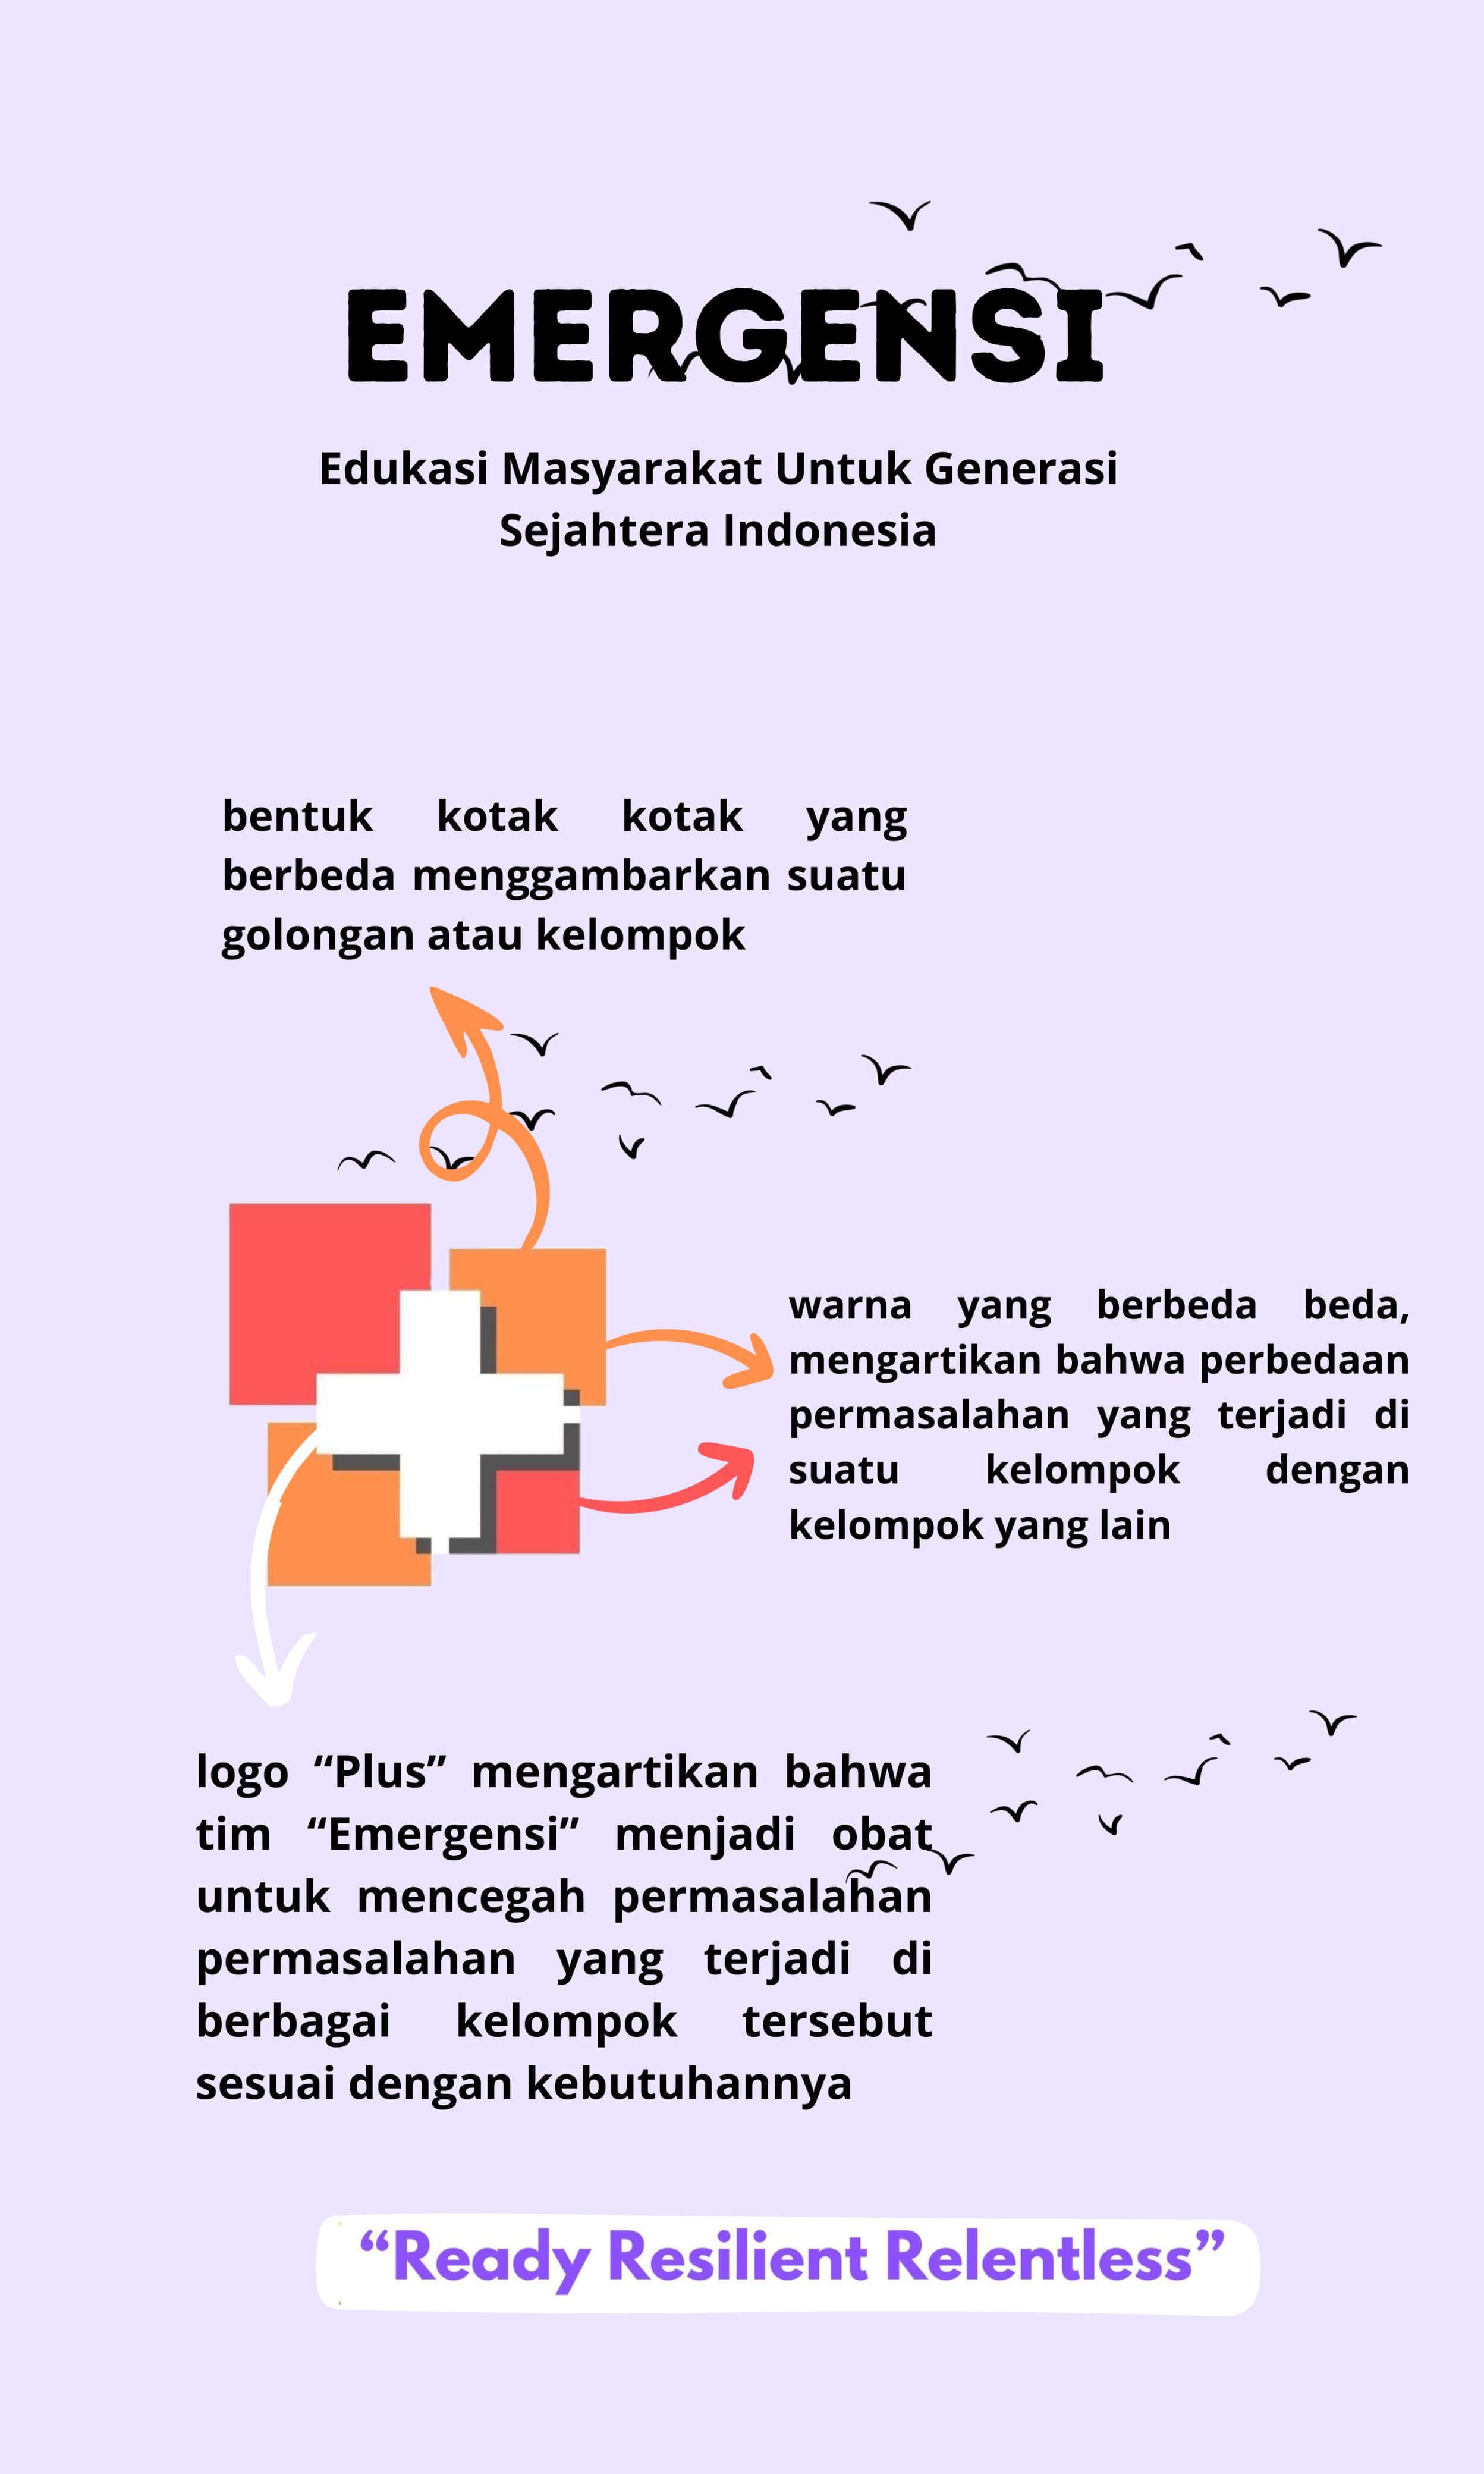 EMERGENSI
Edukasi Masyarakat Untuk Generasi
Sejahtera Indonesia
bentuk kotak kotak yang
berbeda menggambarkan suatu
golongan atau kelompok
warna yang berbeda beda,
mengartikan bahwa perbedaan
permasalahan yang terjadi di
suatu kelompok dengan
kelompok yang lain
logo “Plus” mengartikan bahwa
tim “Emergensi” menjadi obat
untuk mencegah permasalahan
permasalahan yang terjadi di
berbagai kelompok tersebut
sesuai dengan kebutuhannya
“Ready Resilient Relentless”